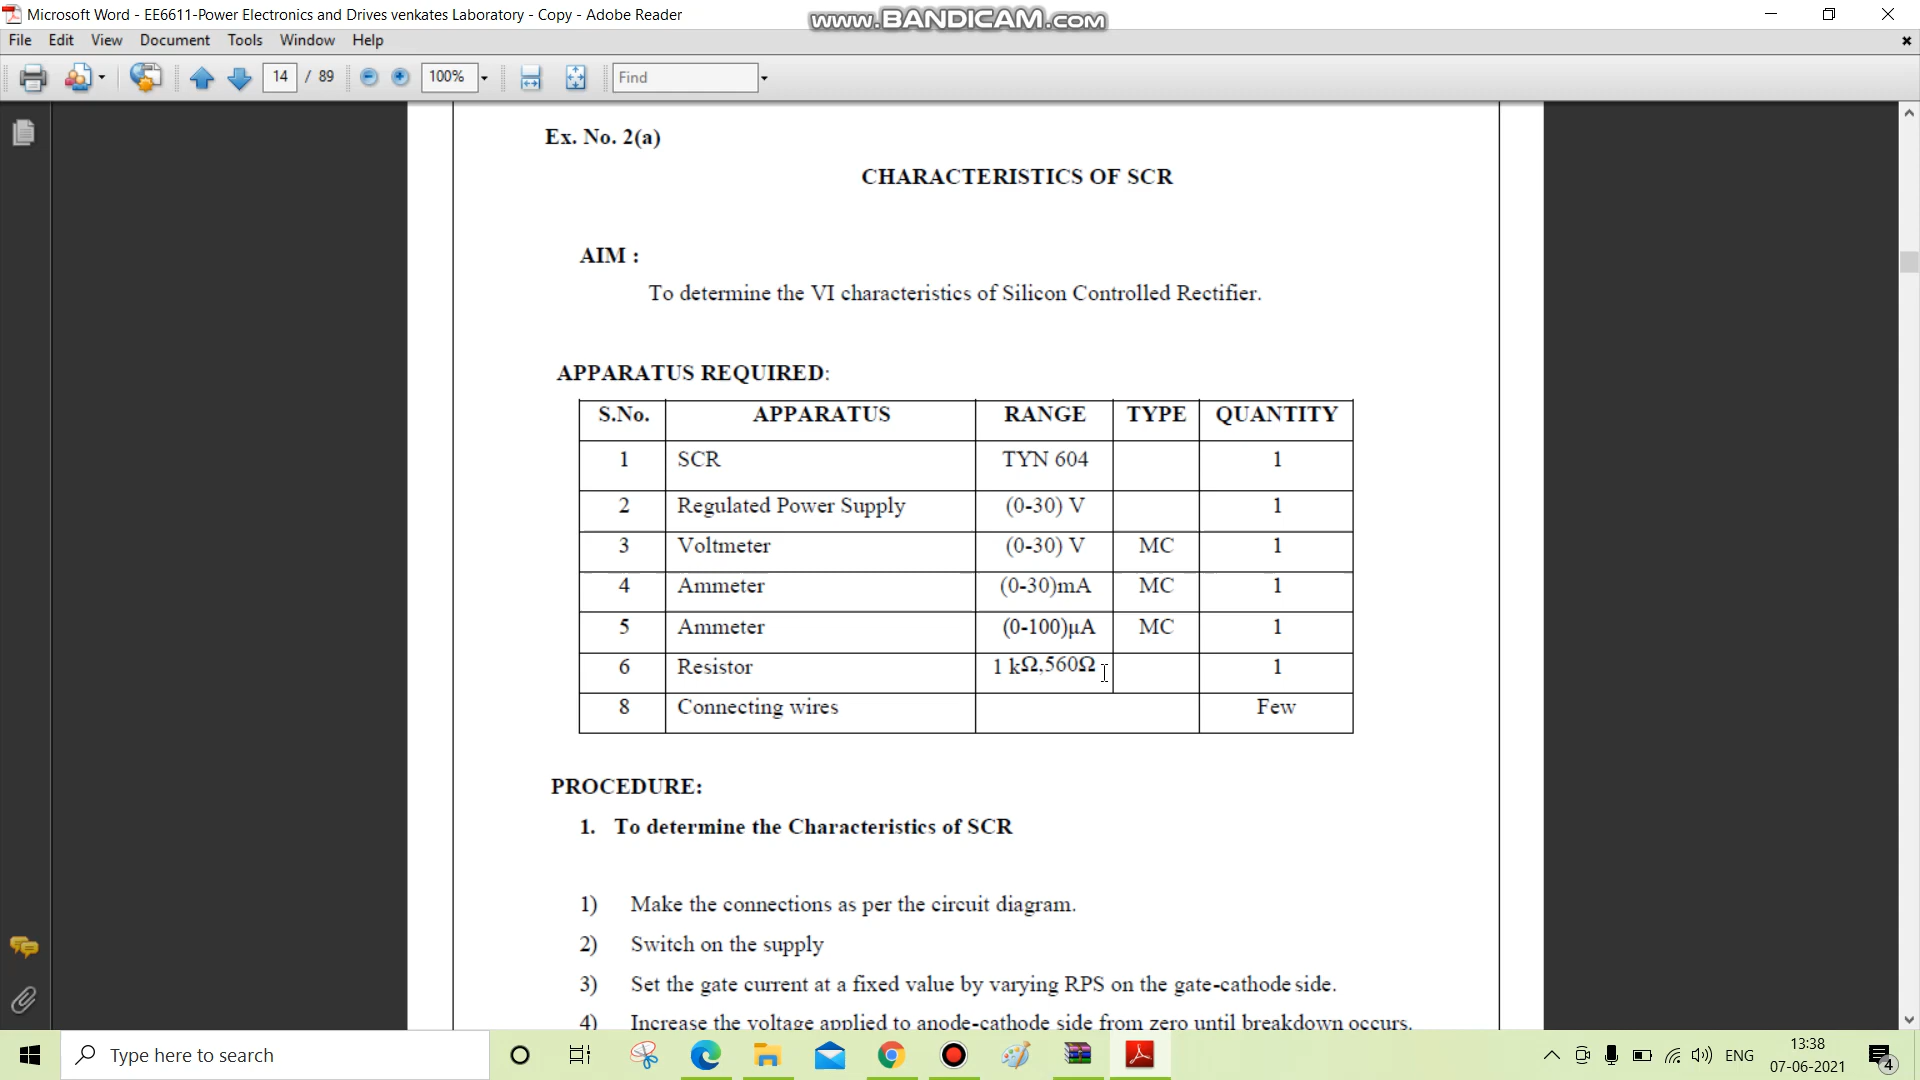 Microsoft Word - EE6611-Power Electronics and Drives venkates Laboratory - Copy - Adobe Reader
www.BANDICAM.com
File Edit View Document Tools Window Help
14 / 89 100% Find
Ex. No. 2(a)
CHARACTERISTICS OF SCR
AIM :
To determine the VI characteristics of Silicon Controlled Rectifier.
APPARATUS REQUIRED:
S.No. APPARATUS RANGE TYPE QUANTITY
1 SCR TYN 604 1
2 Regulated Power Supply (0-30) V 1
3 Voltmeter (0-30) V MC 1
4 Ammeter (0-30)mA MC 1
5 Ammeter (0-100)µA MC 1
6 Resistor 1 kΩ,560Ω 1
8 Connecting wires Few
PROCEDURE:
1. To determine the Characteristics of SCR
1) Make the connections as per the circuit diagram.
2) Switch on the supply
3) Set the gate current at a fixed value by varying RPS on the gate-cathode side.
4) Increase the voltage applied to anode-cathode side from zero until breakdown occurs.
Type here to search
ENG
13:38
07-06-2021
4